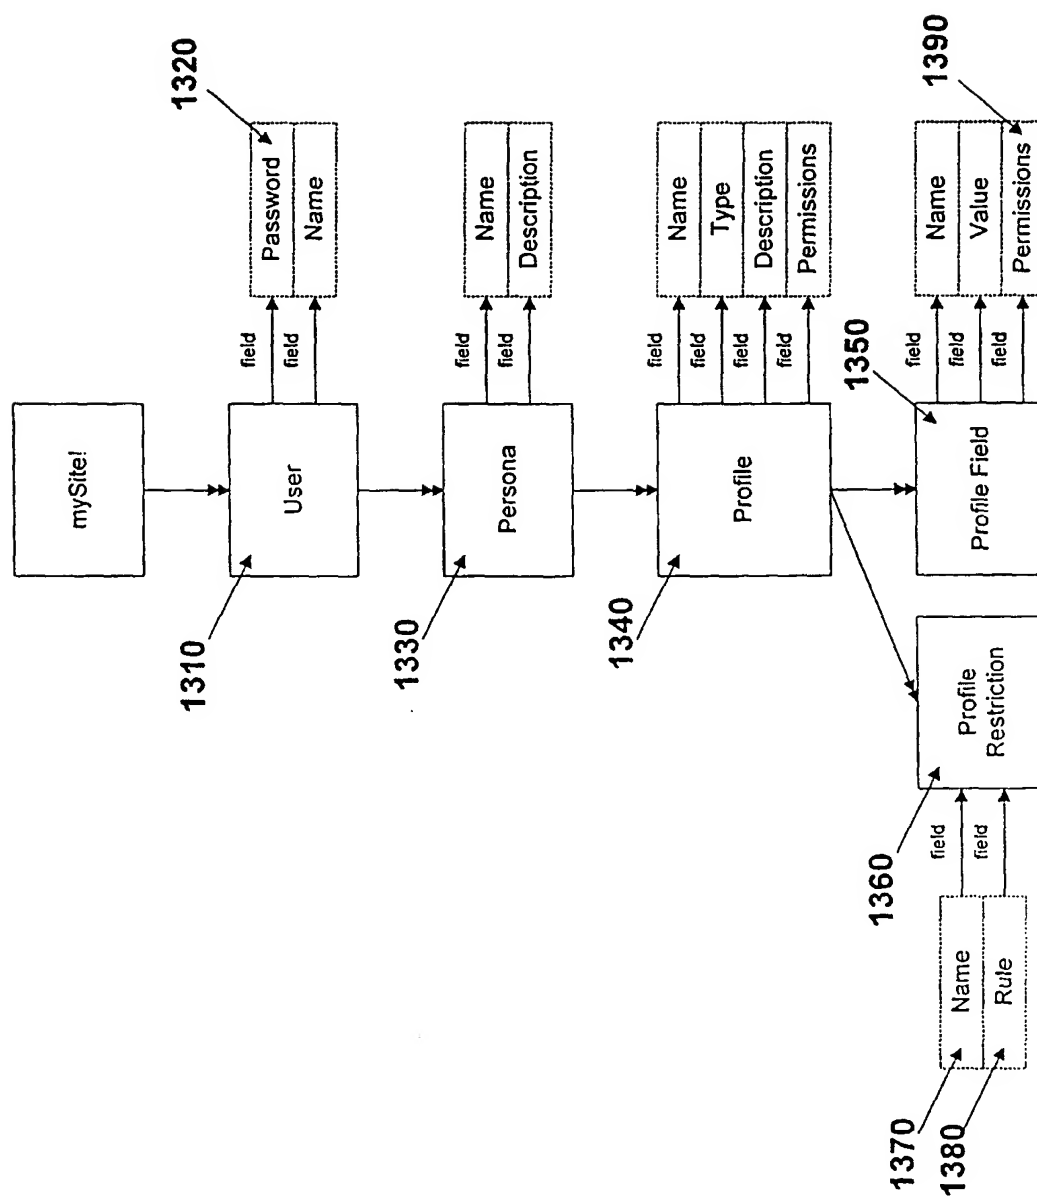 mySite!
1310
User
field
Password
field
Name
1320
1330
Persona
field
Name
field
Description
1340
Profile
field
Name
field
Type
field
Description
field
Permissions
1350
Profile Field
field
Name
field
Value
field
Permissions
1390
1360
Profile
Restriction
field
Name
field
Rule
1370
1380